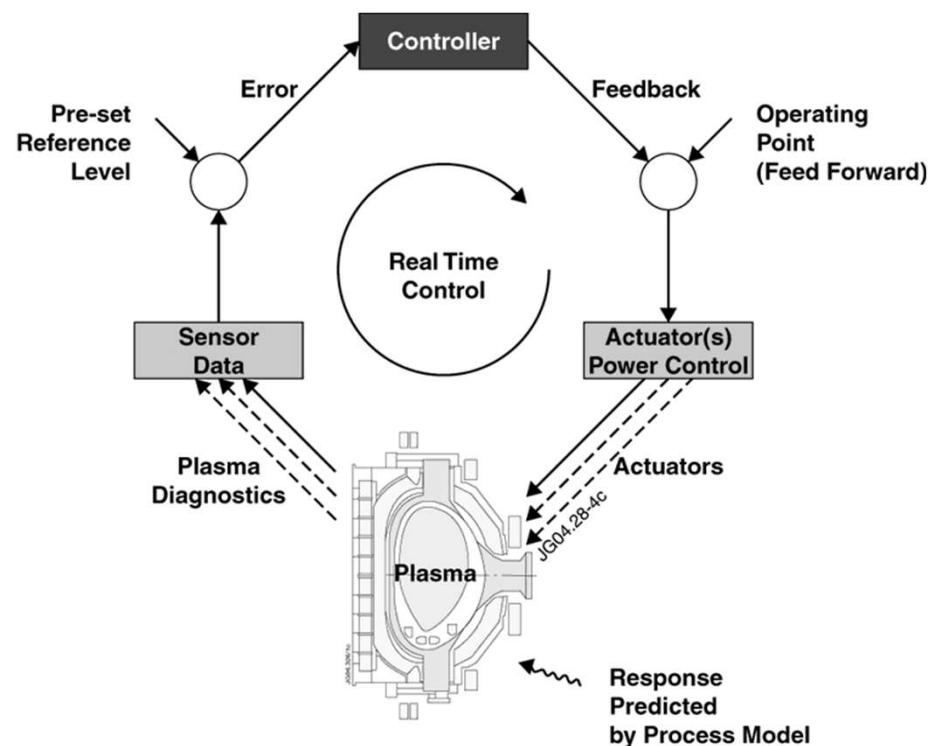 Controller
Error
Feedback
Pre-set
Reference
Level
Operating
Point
(Feed Forward)
Real Time
Control
Sensor
Data
Actuator(s)
Power Control
Plasma
Diagnostics
Actuators
JG04.28-4c
Plasma
Response
Predicted
by Process Model